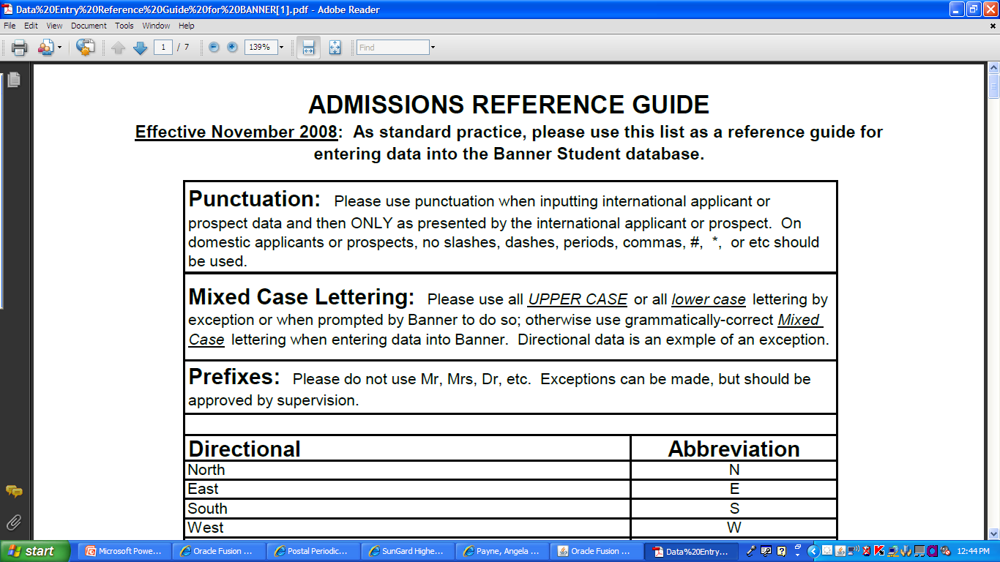 Data%20Entry%20Reference%20Guide%20for%20BANNER[1].pdf - Adobe Reader
File Edit View Document Tools Window Help
1 / 7 139% Find
ADMISSIONS REFERENCE GUIDE
Effective November 2008: As standard practice, please use this list as a reference guide for
entering data into the Banner Student database.
Punctuation: Please use punctuation when inputting international applicant or
prospect data and then ONLY as presented by the international applicant or prospect. On
domestic applicants or prospects, no slashes, dashes, periods, commas, #, *, or etc should
be used.
Mixed Case Lettering: Please use all UPPER CASE or all lower case lettering by
exception or when prompted by Banner to do so; otherwise use grammatically-correct Mixed
Case lettering when entering data into Banner. Directional data is an exmple of an exception.
Prefixes: Please do not use Mr, Mrs, Dr, etc. Exceptions can be made, but should be
approved by supervision.
Directional Abbreviation
North N
East E
South S
West W
start Microsoft Powe... Oracle Fusion ... Postal Periodic... SunGard Highe... Payne, Angela ... Oracle Fusion ... Data%20Entry... 12:44 PM